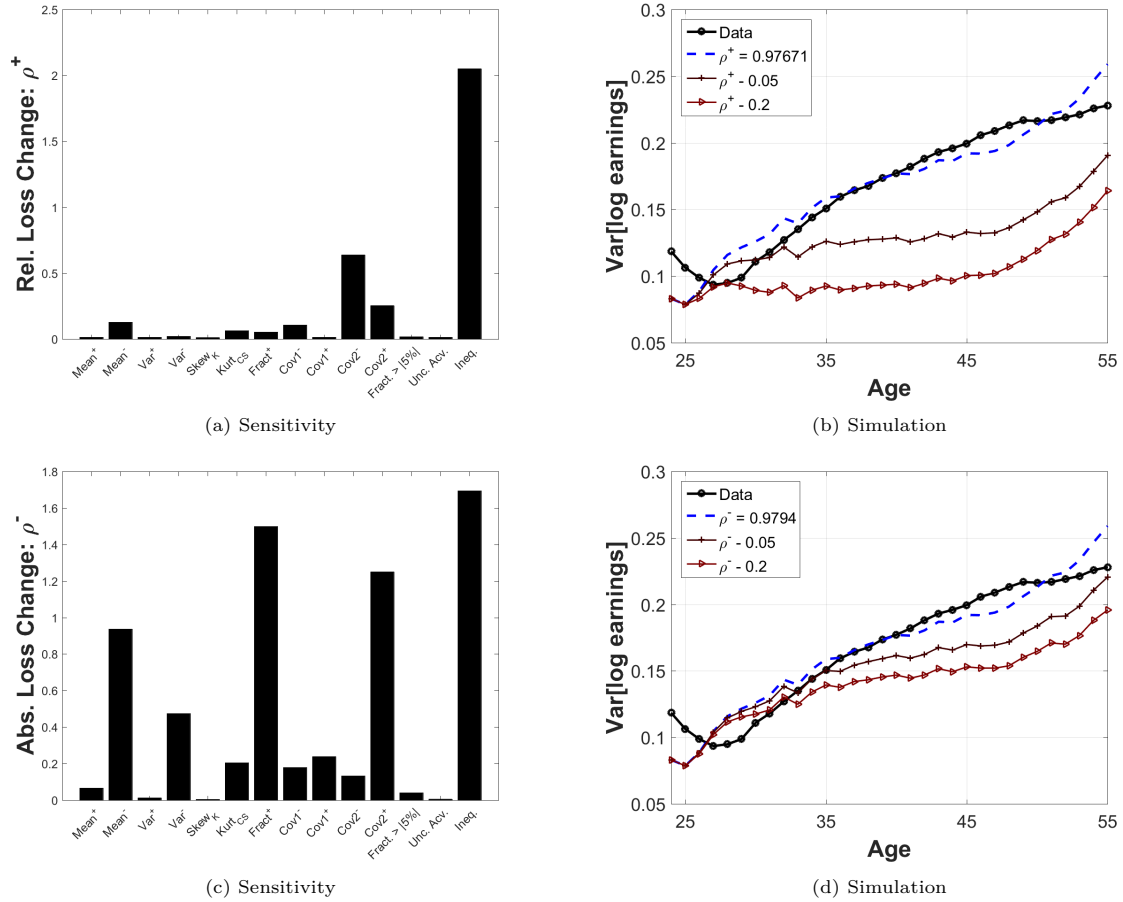 Rel. Loss Change: ρ⁺
2.5
2
1.5
1
0.5
0
Mean⁺
Mean⁻
Var⁺
Var⁻
Skew_K
Kurt_CS
Fract⁺
Cov1⁻
Cov1⁺
Cov2⁻
Cov2⁺
Fract. > |5%|
Unc. Acv.
Ineq.
(a) Sensitivity
Var[log earnings]
0.3
0.25
0.2
0.15
0.1
0.05
Data
ρ⁺ = 0.97671
ρ⁺ - 0.05
ρ⁺ - 0.2
25 35 45 55
Age
(b) Simulation
Abs. Loss Change: ρ⁻
1.8
1.6
1.4
1.2
1
0.8
0.6
0.4
0.2
0
Mean⁺
Mean⁻
Var⁺
Var⁻
Skew_K
Kurt_CS
Fract⁺
Cov1⁻
Cov1⁺
Cov2⁻
Cov2⁺
Fract. > |5%|
Unc. Acv.
Ineq.
(c) Sensitivity
Var[log earnings]
0.3
0.25
0.2
0.15
0.1
0.05
Data
ρ⁻ = 0.9794
ρ⁻ - 0.05
ρ⁻ - 0.2
25 35 45 55
Age
(d) Simulation